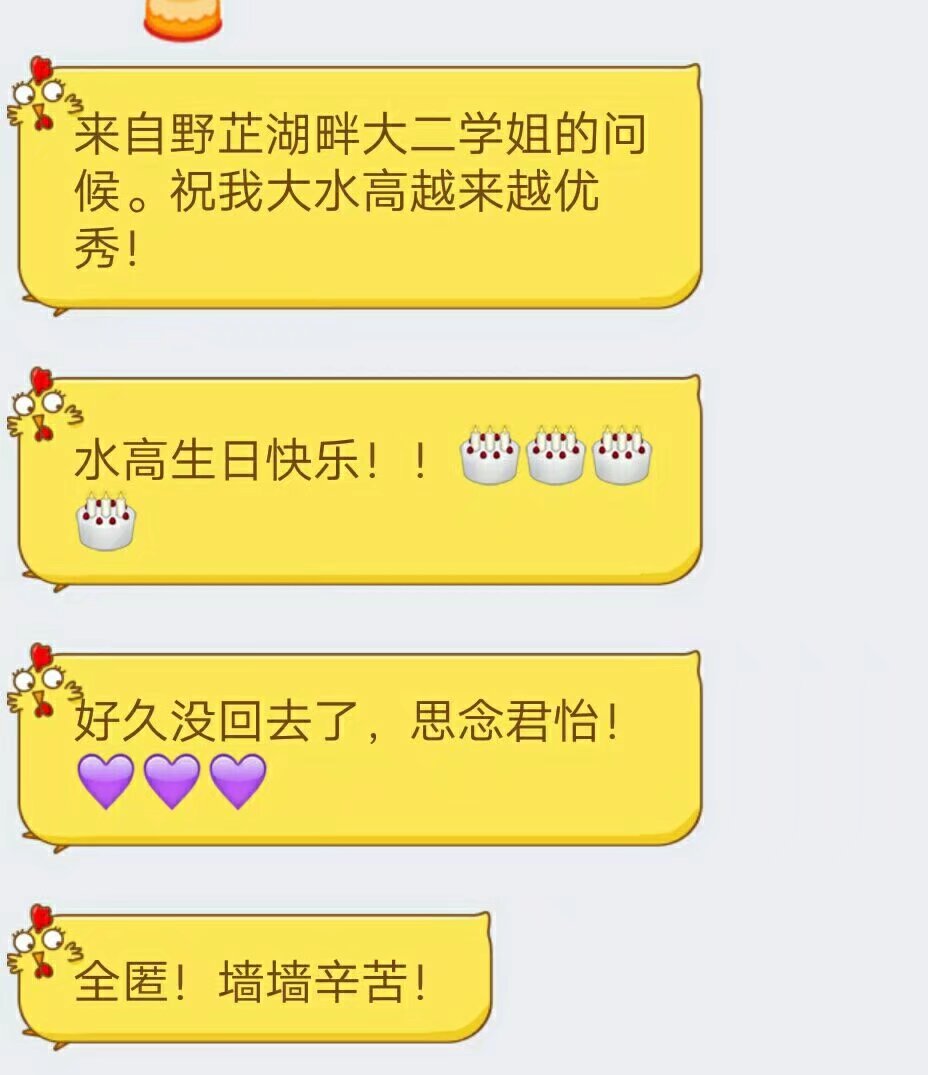 来自野芷湖畔大二学姐的问
候。祝我大水高越来越优
秀！
水高生日快乐！！🎂🎂🎂
🎂
好久没回去了，思念君怡！
💜💜💜
全匿！墙墙辛苦！